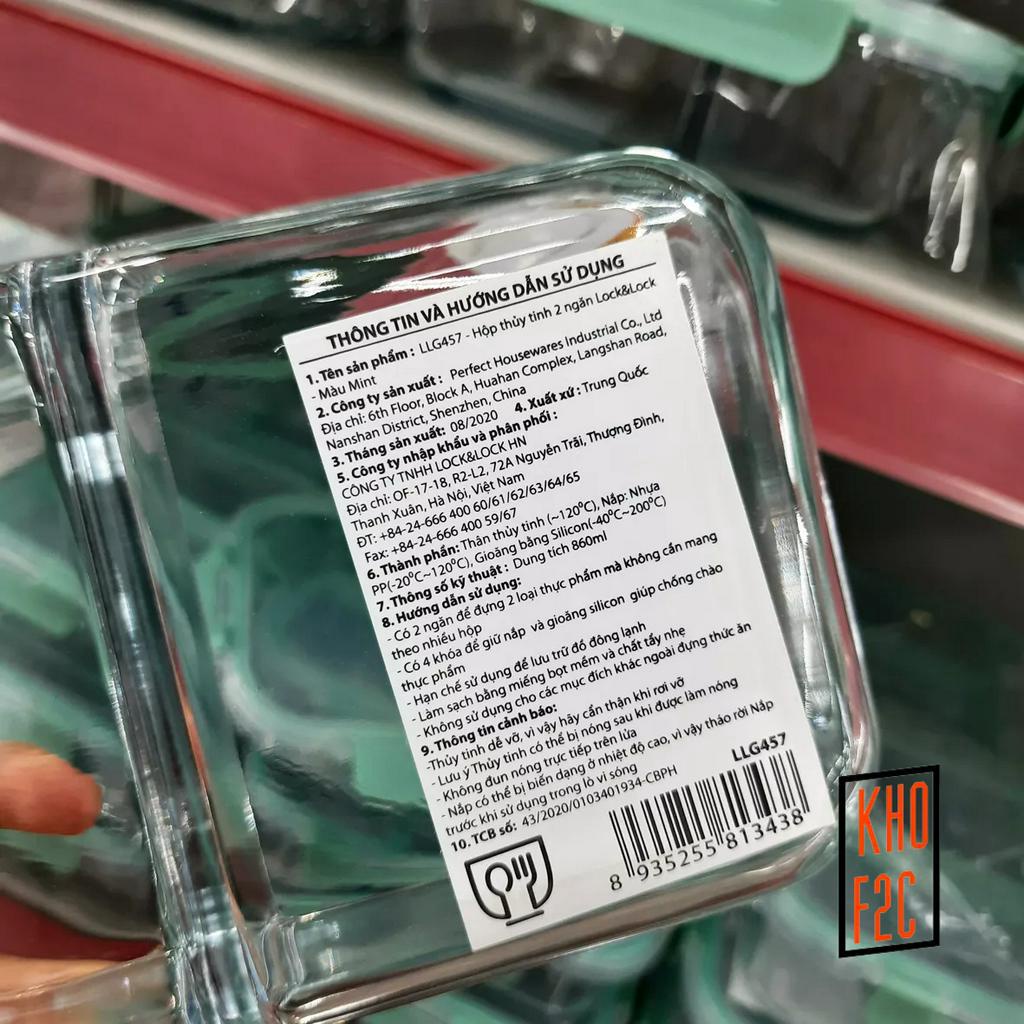 THÔNG TIN VÀ HƯỚNG DẪN SỬ DỤNG
1. Tên sản phẩm : LLG457 - Hộp thủy tinh 2 ngăn Lock&Lock
- Màu Mint
2. Công ty sản xuất : Perfect Housewares Industrial Co., Ltd
Địa chỉ: 6th Floor, Block A, Huahan Complex, Langshan Road,
Nanshan District, Shenzhen, China
3. Tháng sản xuất: 08/2020 4. Xuất xứ : Trung Quốc
5. Công ty nhập khẩu và phân phối :
CÔNG TY TNHH LOCK&LOCK HN
Địa chỉ: OF-17-18, R2-L2, 72A Nguyễn Trãi, Thượng Đình,
Thanh Xuân, Hà Nội, Việt Nam
ĐT: +84-24-666 400 60/61/62/63/64/65
Fax: +84-24-666 400 59/67
6. Thành phần: Thân thủy tinh (~120°C), Nắp: Nhựa
PP(-20°C~120°C), Gioăng bằng Silicon(-40°C~200°C)
7. Thông số kỹ thuật : Dung tích 860ml
8. Hướng dẫn sử dụng:
- Có 2 ngăn để đựng 2 loại thực phẩm mà không cần mang
theo nhiều hộp
- Có 4 khóa để giữ nắp và gioăng silicon giúp chống chào
thực phẩm
- Hạn chế sử dụng để lưu trữ đồ đông lạnh
- Làm sạch bằng miếng bọt mềm và chất tẩy nhẹ
- Không sử dụng cho các mục đích khác ngoài đựng thức ăn
9. Thông tin cảnh báo:
-Thủy tinh dễ vỡ, vì vậy hãy cẩn thận khi rơi vỡ
- Lưu ý Thủy tinh có thể bị nóng sau khi được làm nóng
- Không đun nóng trực tiếp trên lửa
- Nắp có thể bị biến dạng ở nhiệt độ cao, vì vậy tháo rời Nắp
trước khi sử dụng trong lò vi sóng
10. TCB số: 43/2020/0103401934-CBPH
LLG457
8 935255 813438
KHO
F2C